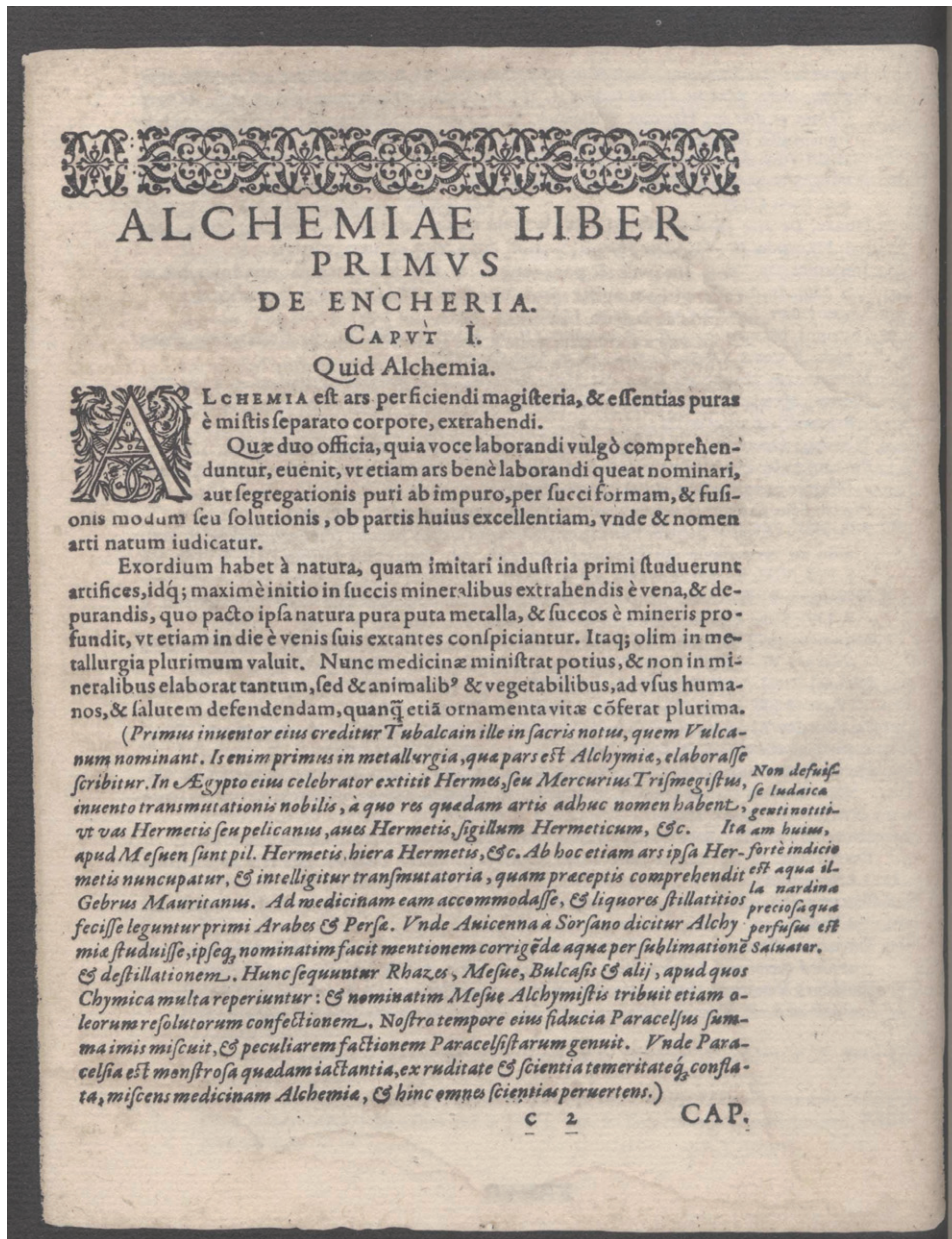 ALCHEMIAE LIBER
PRIMVS
DE ENCHERIA.
CAPVT I.
Quid Alchemia.
ALCHEMIA est ars perficiendi magisteria, & essentias puras
è mistis separato corpore, extrahendi.
Quæ duo officia, quia voce laborandi vulgò comprehen-
duntur, euenit, vt etiam ars benè laborandi queat nominari,
aut segregationis puri ab impuro, per succi formam, & fusi-
onis modum seu solutionis, ob partis huius excellentiam, vnde & nomen
arti natum iudicatur.
Exordium habet à natura, quam imitari industria primi studuerunt
artifices, idq́; maximè initio in succis mineralibus extrahendis è vena, & de-
purandis, quo pacto ipsa natura pura puta metalla, & succos è mineris pro-
fundit, vt etiam in die è venis suis extantes conspiciantur. Itaq; olim in me-
tallurgia plurimum valuit. Nunc medicinæ ministrat potius, & non in mi-
neralibus elaborat tantum, sed & animalibꝰ & vegetabilibus, ad vsus huma-
nos, & salutem defendendam, quanq̃ etiã ornamenta vitæ cõferat plurima.
(Primus inuentor eius creditur Tubalcain ille in sacris notus, quem Vulca-
num nominant. Is enim primus in metallurgia, quæ pars est Alchymiæ, elaborasse
scribitur. In Ægypto eius celebrator extitit Hermes, seu Mercurius Trismegistus,
inuento transmutationis nobilis, à quo res quædam artis adhuc nomen habent,
vt vas Hermetis seu pelicanus, aues Hermetis, sigillum Hermeticum, &c. Ita
apud Mesuen sunt pil. Hermetis, hiera Hermetis, &c. Ab hoc etiam ars ipsa Her-
metis nuncupatur, & intelligitur transmutatoria, quam præceptis comprehendit
Gebrus Mauritanus. Ad medicinam eam accommodasse, & liquores stillatitios
fecisse leguntur primi Arabes & Persæ. Vnde Auicenna à Sorsano dicitur Alchy
miæ studuisse, ipseq; nominatim facit mentionem corrigẽdæ aquæ per sublimationẽ
& destillationem. Hunc sequuntur Rhazes, Mesue, Bulcasis & alij, apud quos
Chymica multa reperiuntur: & nominatim Mesue Alchymistis tribuit etiam o-
leorum resolutorum confectionem. Nostro tempore eius fiducia Paracelsus sum-
ma imis miscuit, & peculiarem factionem Paracelsistarum genuit. Vnde Para-
celsia est monstrosa quædam iactantia, ex ruditate & scientiæ temeritateq́; confla-
ta, miscens medicinam Alchemiæ, & hinc omnes scientias peruertens.)
Non defuis-
se Iudaicæ
genti notiti-
am huius,
fortè indicio
est aqua il-
la nardina
preciosa qua
perfusus est
Saluator.
C 2
CAP.